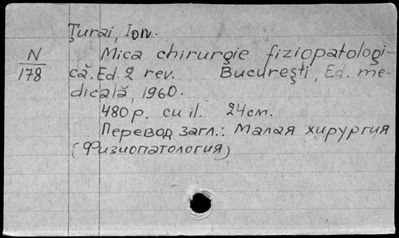 Ţurai, Ion.
N
178
Mica chirurgie fiziopatologi-
că. Ed. 2 rev. Bucureşti, Ed. me-
dicală, 1960.
480 p. cu il. 24 см.
Перевод загл.: Малая хирургия
(Физиопатология)